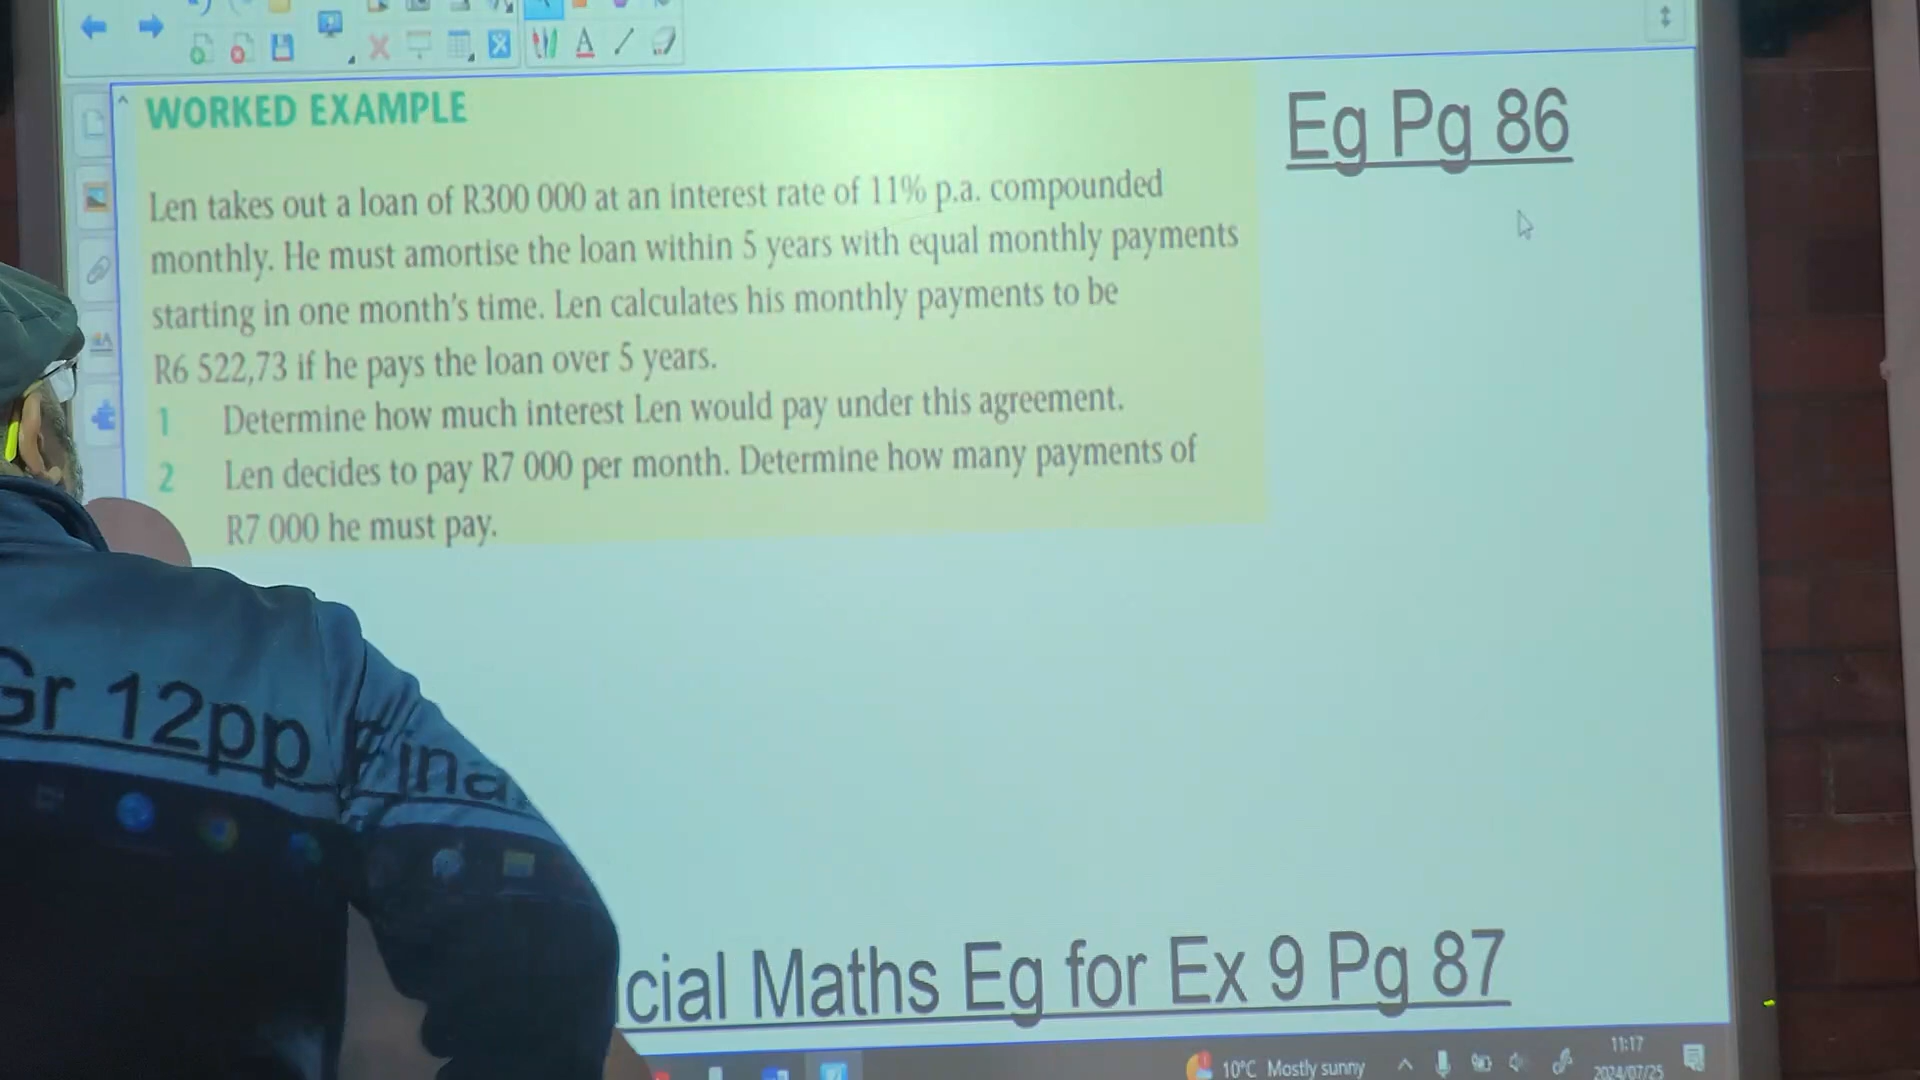 WORKED EXAMPLE
Eg Pg 86
Len takes out a loan of R300 000 at an interest rate of 11% p.a. compounded
monthly. He must amortise the loan within 5 years with equal monthly payments
starting in one month's time. Len calculates his monthly payments to be
R6 522,73 if he pays the loan over 5 years.
1 Determine how much interest Len would pay under this agreement.
2 Len decides to pay R7 000 per month. Determine how many payments of
R7 000 he must pay.
Gr 12pp Financial Maths Eg for Ex 9 Pg 87
10°C Mostly sunny
11:17
2024/07/25